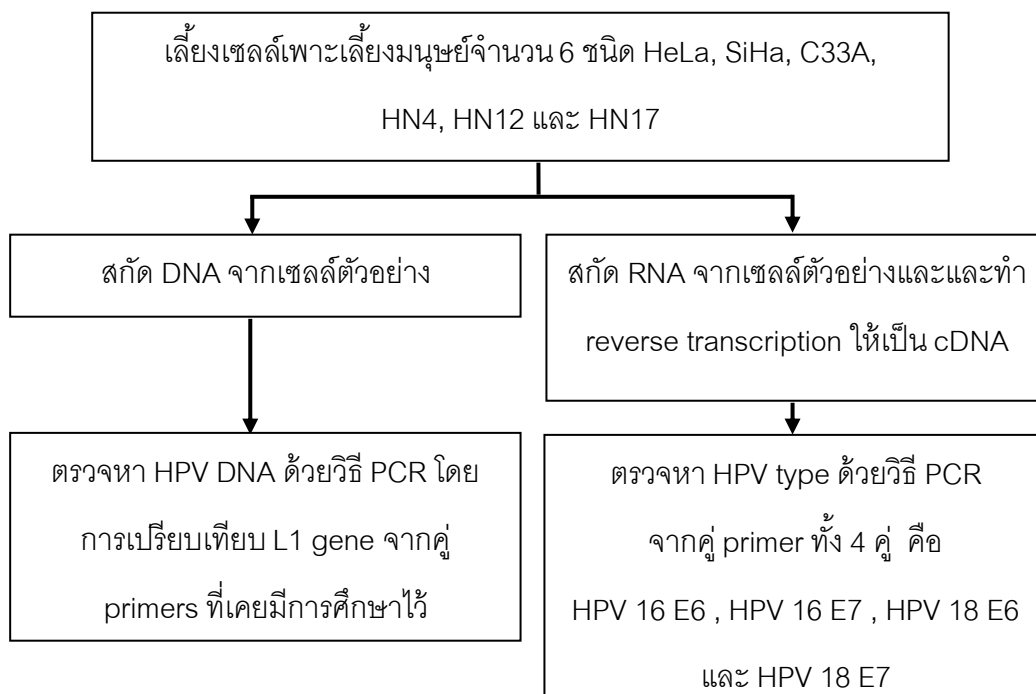 เลี้ยงเซลล์เพาะเลี้ยงมนุษย์จำนวน 6 ชนิด HeLa, SiHa, C33A,
HN4, HN12 และ HN17
สกัด DNA จากเซลล์ตัวอย่าง
สกัด RNA จากเซลล์ตัวอย่างและและทำ
reverse transcription ให้เป็น cDNA
ตรวจหา HPV DNA ด้วยวิธี PCR โดย
การเปรียบเทียบ L1 gene จากคู่
primers ที่เคยมีการศึกษาไว้
ตรวจหา HPV type ด้วยวิธี PCR
จากคู่ primer ทั้ง 4 คู่ คือ
HPV 16 E6 , HPV 16 E7 , HPV 18 E6
และ HPV 18 E7